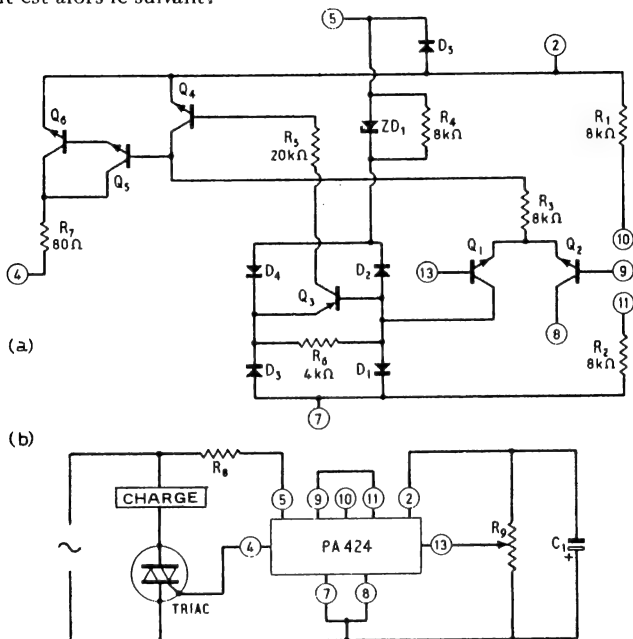 est alors le suivant :
5
D₅
2
Q₄
Q₆
Q₅
R₅
20kΩ
ZD₁
R₄
8kΩ
R₁
8kΩ
R₇
80Ω
4
R₃
8kΩ
10
D₄
D₂
Q₃
Q₁
Q₂
13
9
8
11
(a)
R₆
4kΩ
D₃
D₁
R₂
8kΩ
7
(b)
R₈
CHARGE
5
9
10
11
2
~
4
PA424
13
R₉
C₁
+
TRIAC
7
8